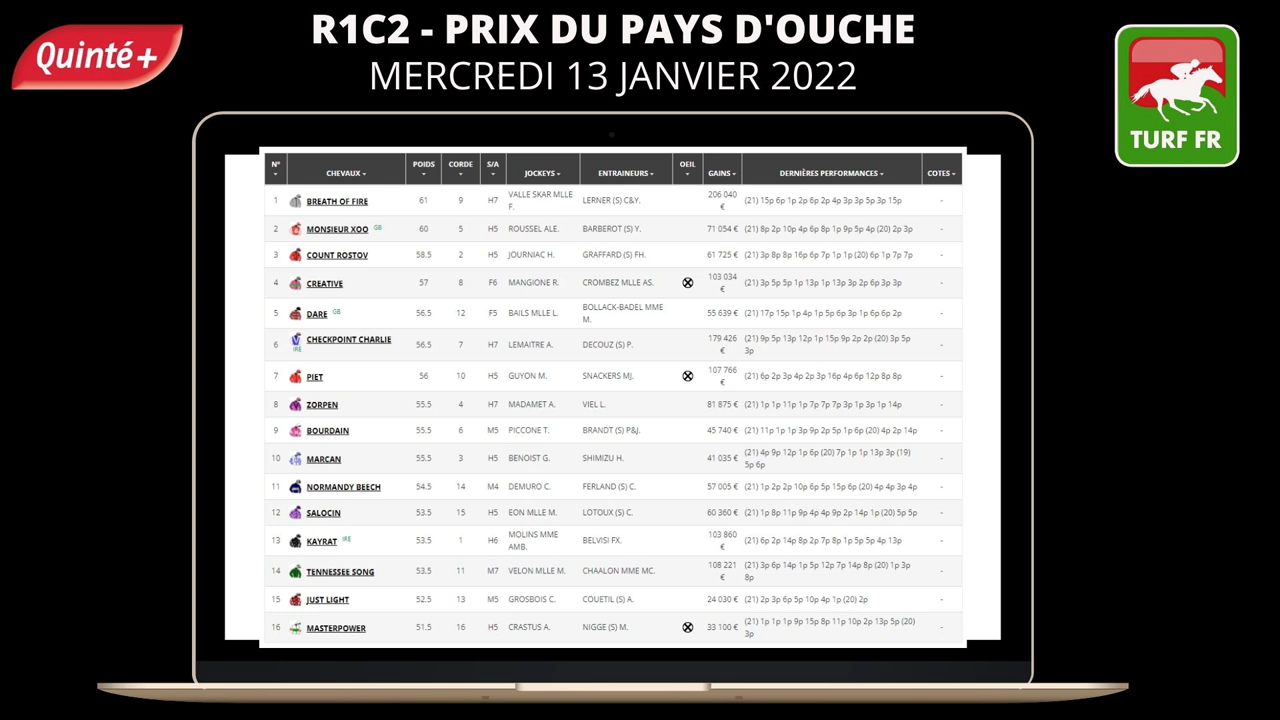 Quinté+
R1C2 - PRIX DU PAYS D'OUCHE
MERCREDI 13 JANVIER 2022
TURF FR
N° CHEVAUX POIDS CORDE S/A JOCKEYS ENTRAINEURS OEIL GAINS DERNIÈRES PERFORMANCES COTES
1 BREATH OF FIRE 61 9 H7 VALLE SKAR MLLE F. LERNER (S) C&Y. 206 040 € (21) 15p 6p 1p 2p 6p 2p 4p 3p 3p 5p 3p 15p -
2 MONSIEUR XOO GB 60 5 H5 ROUSSEL ALE. BARBEROT (S) Y. 71 054 € (21) 8p 2p 10p 4p 6p 8p 1p 9p 5p 4p (20) 2p 3p -
3 COUNT ROSTOV 58.5 2 H5 JOURNIAC H. GRAFFARD (S) FH. 61 725 € (21) 3p 8p 8p 16p 6p 7p 1p 1p (20) 6p 1p 7p 7p -
4 CREATIVE 57 8 F6 MANGIONE R. CROMBEZ MLLE AS. 103 034 € (21) 3p 5p 5p 1p 13p 1p 13p 3p 2p 6p 3p 3p -
5 DARE GB 56.5 12 F5 BAILS MLLE L. BOLLACK-BADEL MME M. 55 639 € (21) 17p 15p 1p 4p 1p 5p 6p 3p 1p 6p 6p 2p -
6 CHECKPOINT CHARLIE IRE 56.5 7 H7 LEMAITRE A. DECOUZ (S) P. 179 426 € (21) 9p 5p 13p 12p 1p 15p 9p 2p 2p (20) 3p 5p 3p -
7 PIET 56 10 H5 GUYON M. SNACKERS MJ. 107 766 € (21) 6p 2p 3p 4p 2p 3p 16p 4p 6p 12p 8p 8p -
8 ZORPEN 55.5 4 H7 MADAMET A. VIEL L. 81 875 € (21) 1p 1p 11p 1p 7p 7p 7p 3p 1p 3p 1p 14p -
9 BOURDAIN 55.5 6 M5 PICCONE T. BRANDT (S) P&J. 45 740 € (21) 11p 1p 1p 3p 9p 2p 5p 1p 6p (20) 4p 2p 14p -
10 MARCAN 55.5 3 H5 BENOIST G. SHIMIZU H. 41 035 € (21) 4p 9p 12p 1p 6p (20) 7p 1p 1p 13p 3p (19) 5p 6p -
11 NORMANDY BEECH 54.5 14 M4 DEMURO C. FERLAND (S) C. 57 005 € (21) 1p 2p 2p 10p 6p 5p 15p 6p (20) 4p 4p 3p 4p -
12 SALOCIN 53.5 15 H5 EON MLLE M. LOTOUX (S) C. 60 360 € (21) 1p 8p 11p 9p 4p 4p 9p 2p 14p 1p (20) 5p 5p -
13 KAYRAT IRE 53.5 1 H6 MOLINS MME AMB. BELVISI FX. 103 860 € (21) 6p 2p 14p 8p 2p 7p 8p 1p 5p 5p 4p 13p -
14 TENNESSEE SONG 53.5 11 M7 VELON MLLE M. CHAALON MME MC. 108 221 € (21) 3p 6p 14p 1p 5p 12p 7p 14p 8p (20) 1p 3p 8p -
15 JUST LIGHT 52.5 13 M5 GROSBOIS C. COUETIL (S) A. 24 030 € (21) 2p 3p 6p 5p 10p 4p 1p (20) 2p -
16 MASTERPOWER 51.5 16 H5 CRASTUS A. NIGGE (S) M. 33 100 € (21) 1p 1p 1p 9p 15p 8p 11p 10p 2p 13p 5p (20) 3p -